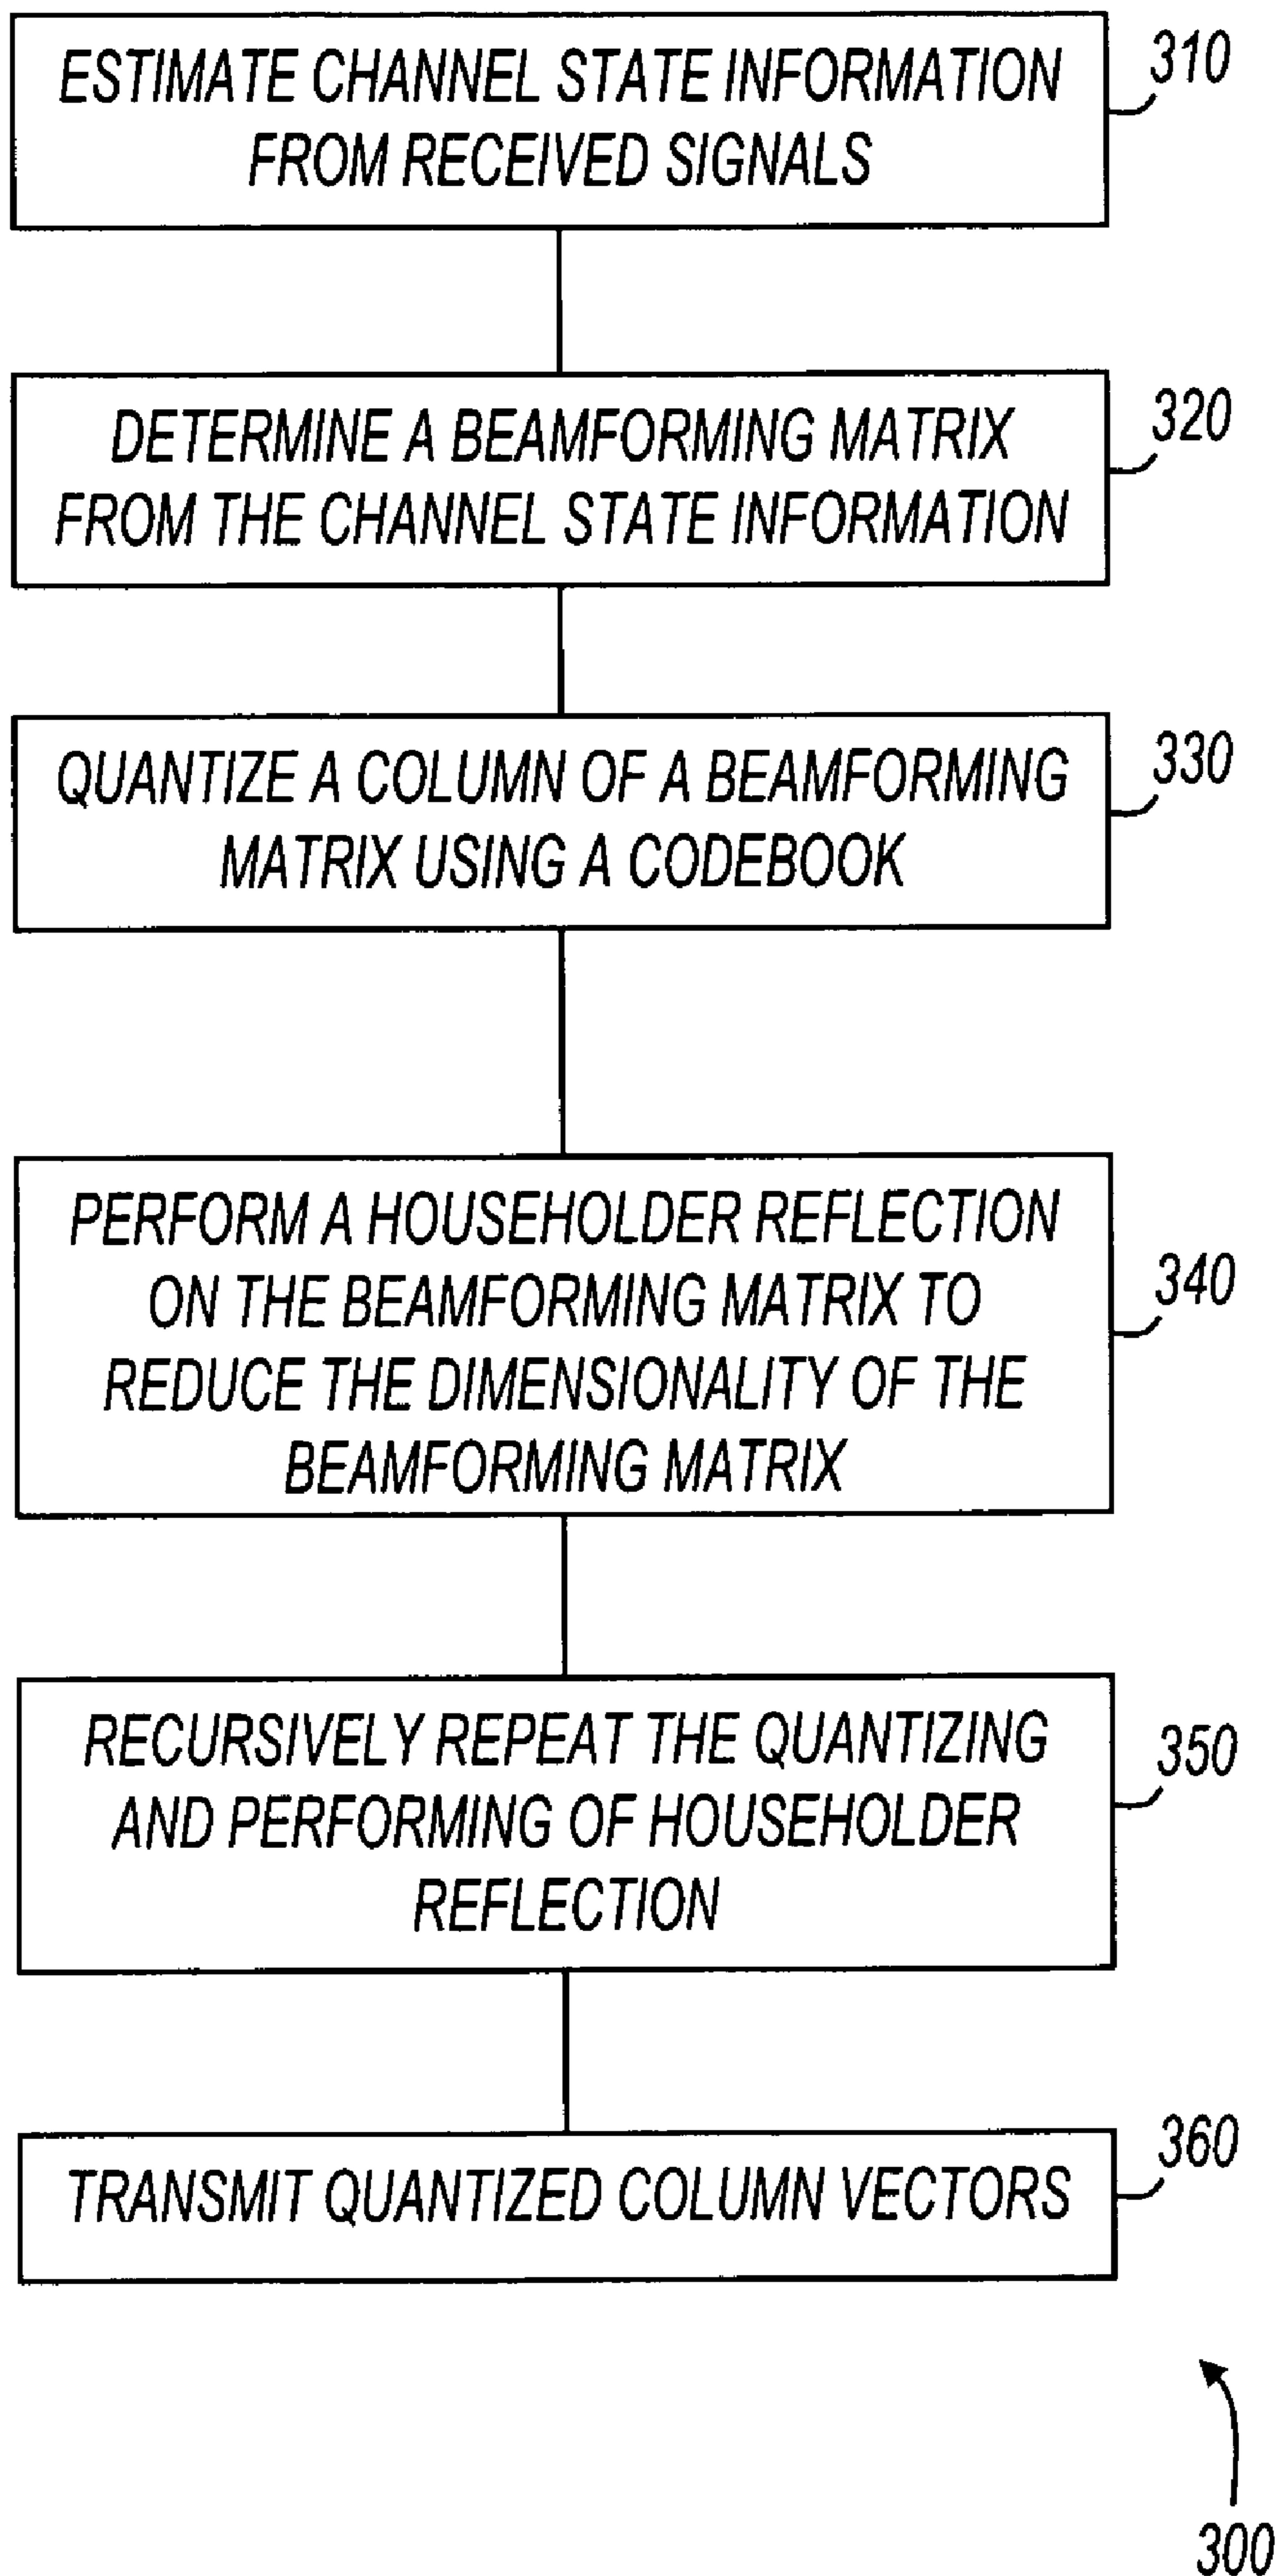 ESTIMATE CHANNEL STATE INFORMATION
FROM RECEIVED SIGNALS
310
DETERMINE A BEAMFORMING MATRIX
FROM THE CHANNEL STATE INFORMATION
320
QUANTIZE A COLUMN OF A BEAMFORMING
MATRIX USING A CODEBOOK
330
PERFORM A HOUSEHOLDER REFLECTION
ON THE BEAMFORMING MATRIX TO
REDUCE THE DIMENSIONALITY OF THE
BEAMFORMING MATRIX
340
RECURSIVELY REPEAT THE QUANTIZING
AND PERFORMING OF HOUSEHOLDER
REFLECTION
350
TRANSMIT QUANTIZED COLUMN VECTORS
360
300